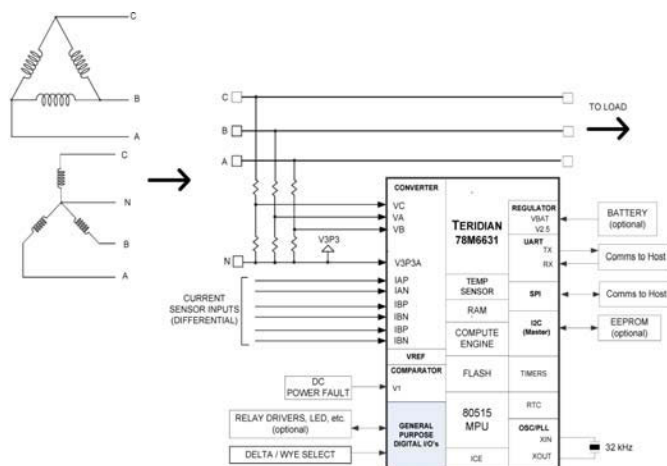 C
B
A
C
N
B
A
C
B
A
TO LOAD
N
V3P3
CONVERTER
VC
VA
VB
V3P3A
IAP
IAN
IBP
IBN
IBP
IBN
CURRENT
SENSOR INPUTS
(DIFFERENTIAL)
VREF
COMPARATOR
V1
DC
POWER FAULT
RELAY DRIVERS, LED, etc.
(optional)
DELTA / WYE SELECT
GENERAL
PURPOSE
DIGITAL I/O's
TERIDIAN
78M6631
TEMP
SENSOR
RAM
COMPUTE
ENGINE
FLASH
80515
MPU
ICE
REGULATOR
VBAT
V2.5
UART
TX
RX
SPI
I2C
(Master)
TIMERS
RTC
OSC/PLL
XIN
XOUT
BATTERY
(optional)
Comms to Host
Comms to Host
EEPROM
(optional)
32 kHz